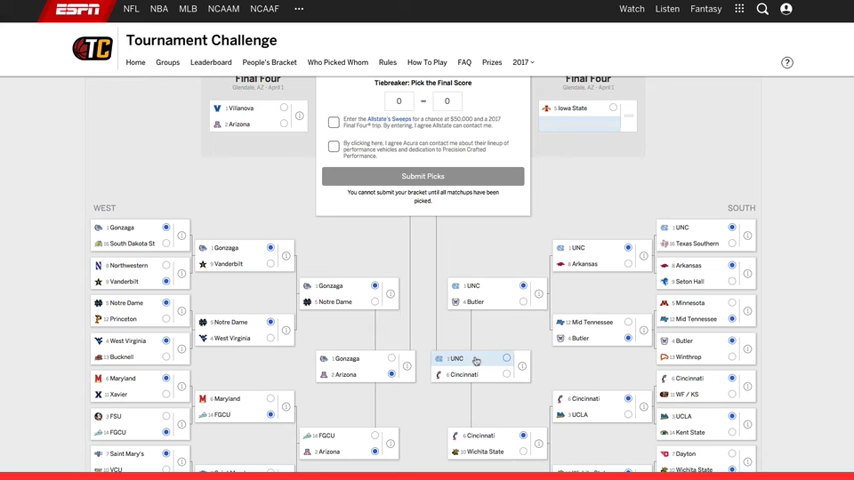 ESPN NFL NBA MLB NCAAM NCAAF ••• Watch Listen Fantasy
TC Tournament Challenge
Home Groups Leaderboard People's Bracket Who Picked Whom Rules How To Play FAQ Prizes 2017 ?
Final Four
Glendale, AZ - April 1
1 Villanova
2 Arizona
Tiebreaker: Pick the Final Score
0 – 0
Enter the Allstate's Sweeps for a chance at $50,000 and a 2017
Final Four® trip. By entering, I agree Allstate can contact me.
By clicking here, I agree Acura can contact me about their lineup of
performance vehicles and dedication to Precision Crafted
Performance.
Submit Picks
You cannot submit your bracket until all matchups have been
picked.
Final Four
Glendale, AZ - April 1
5 Iowa State
WEST
1 Gonzaga
16 South Dakota St
8 Northwestern
9 Vanderbilt
5 Notre Dame
12 Princeton
4 West Virginia
13 Bucknell
6 Maryland
11 Xavier
3 FSU
14 FGCU
7 Saint Mary's
10 VCU
1 Gonzaga
9 Vanderbilt
5 Notre Dame
4 West Virginia
6 Maryland
14 FGCU
1 Gonzaga
5 Notre Dame
1 Gonzaga
2 Arizona
14 FGCU
2 Arizona
1 UNC
4 Butler
1 UNC
6 Cincinnati
6 Cincinnati
10 Wichita State
1 UNC
8 Arkansas
12 Mid Tennessee
4 Butler
6 Cincinnati
3 UCLA
SOUTH
1 UNC
16 Texas Southern
8 Arkansas
9 Seton Hall
5 Minnesota
12 Mid Tennessee
4 Butler
13 Winthrop
6 Cincinnati
11 WF / KS
3 UCLA
14 Kent State
7 Dayton
10 Wichita State